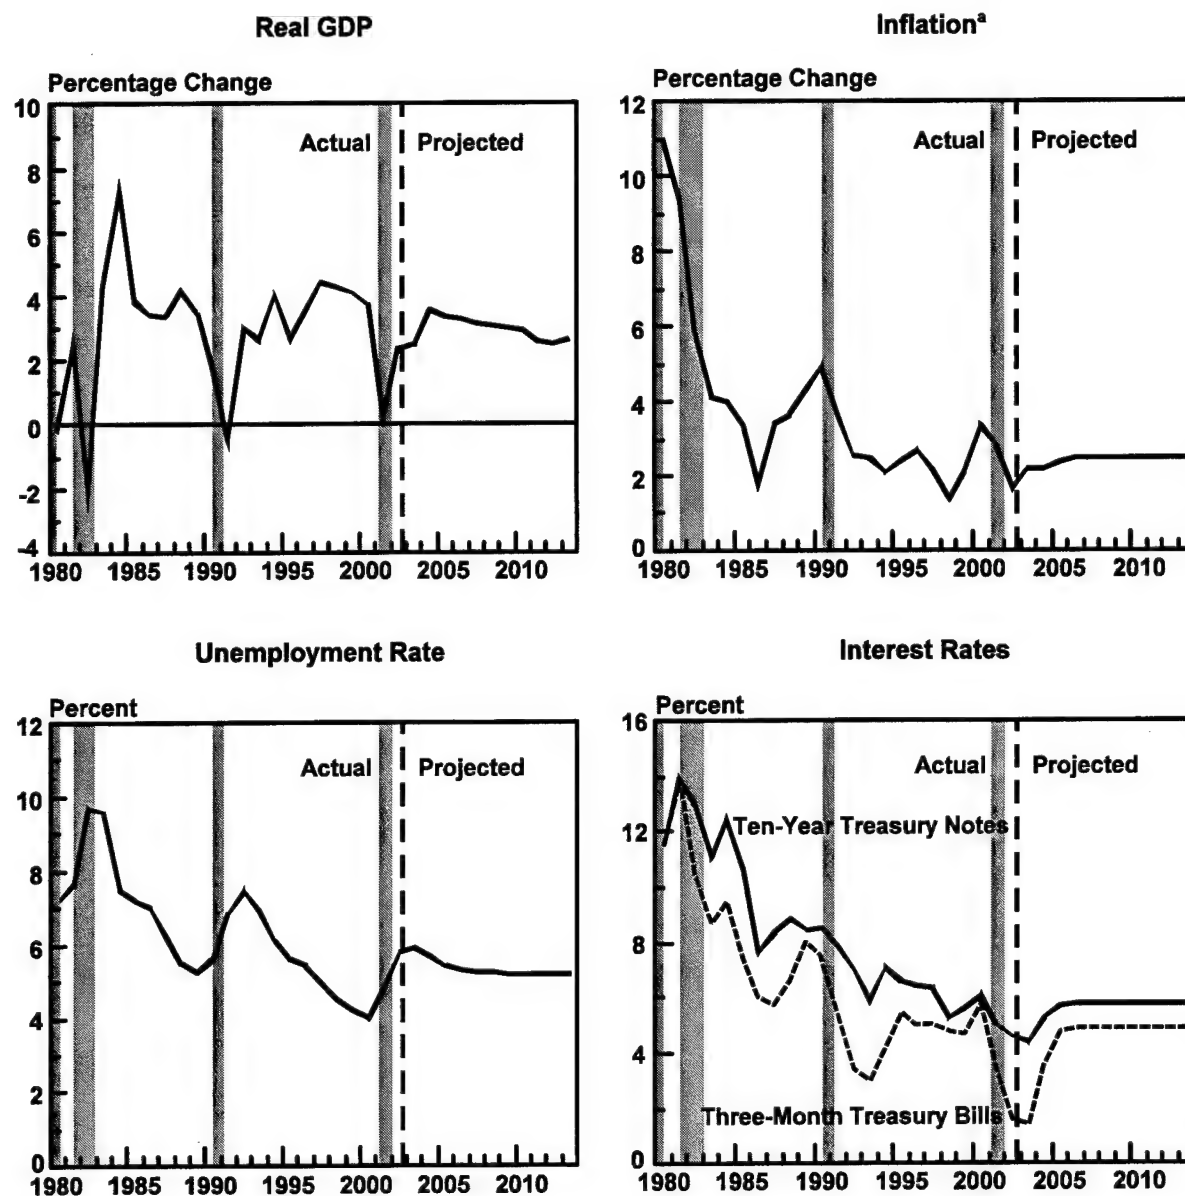 Real GDP
Percentage Change
10
8
6
4
2
0
-2
-4
Actual
Projected
1980 1985 1990 1995 2000 2005 2010
Inflationᵃ
Percentage Change
12
10
8
6
4
2
0
Actual
Projected
1980 1985 1990 1995 2000 2005 2010
Unemployment Rate
Percent
12
10
8
6
4
2
0
Actual
Projected
1980 1985 1990 1995 2000 2005 2010
Interest Rates
Percent
16
12
8
4
0
Actual
Projected
Ten-Year Treasury Notes
Three-Month Treasury Bills
1980 1985 1990 1995 2000 2005 2010